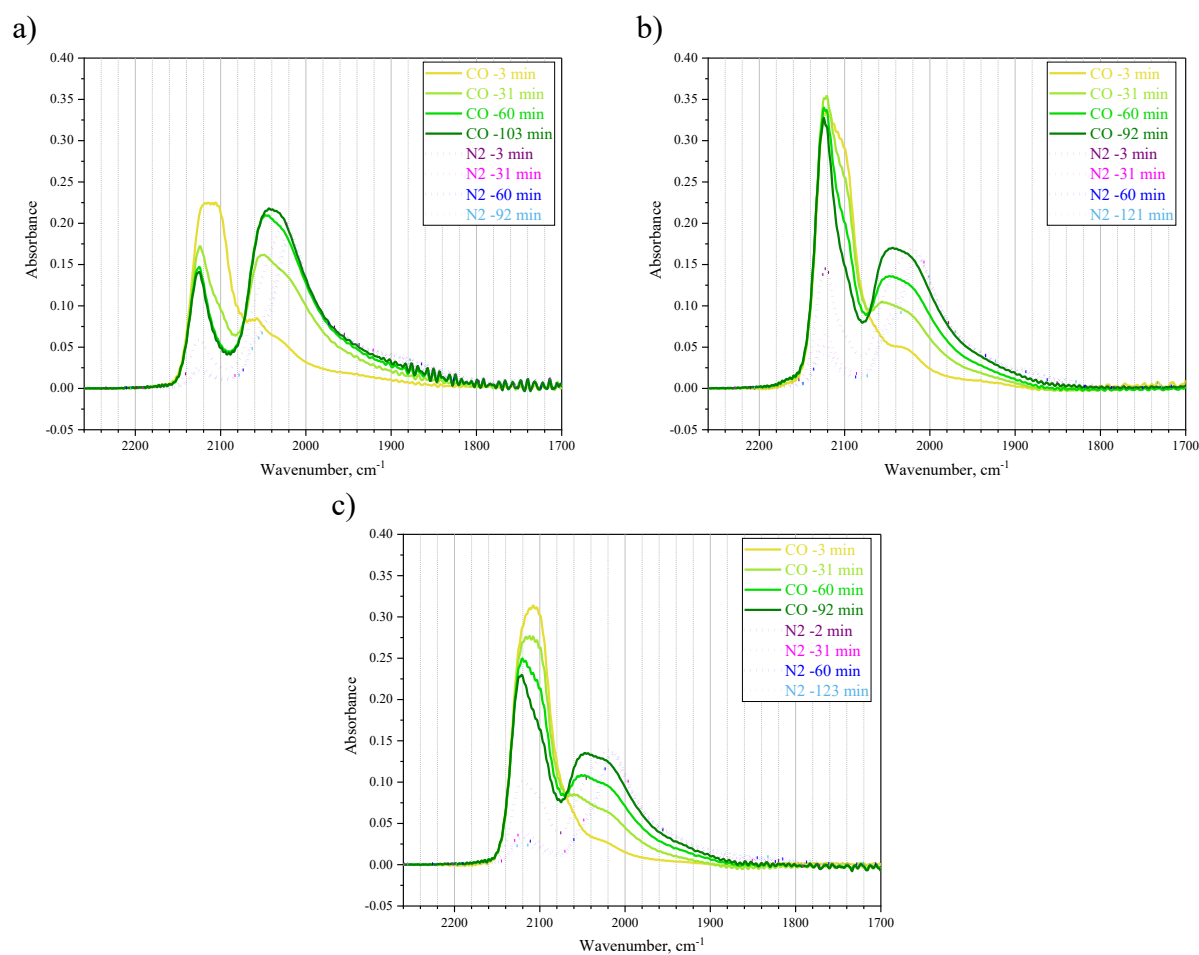 a)
0.40
0.35
0.30
0.25
0.20
0.15
0.10
0.05
0.00
-0.05
Absorbance
2200
2100
2000
1900
1800
1700
Wavenumber, cm-1
CO -3 min
CO -31 min
CO -60 min
CO -103 min
N2 -3 min
N2 -31 min
N2 -60 min
N2 -92 min
b)
0.40
0.35
0.30
0.25
0.20
0.15
0.10
0.05
0.00
-0.05
Absorbance
2200
2100
2000
1900
1800
1700
Wavenumber, cm-1
CO -3 min
CO -31 min
CO -60 min
CO -92 min
N2 -3 min
N2 -31 min
N2 -60 min
N2 -121 min
c)
0.40
0.35
0.30
0.25
0.20
0.15
0.10
0.05
0.00
-0.05
Absorbance
2200
2100
2000
1900
1800
1700
Wavenumber, cm-1
CO -3 min
CO -31 min
CO -60 min
CO -92 min
N2 -2 min
N2 -31 min
N2 -60 min
N2 -123 min